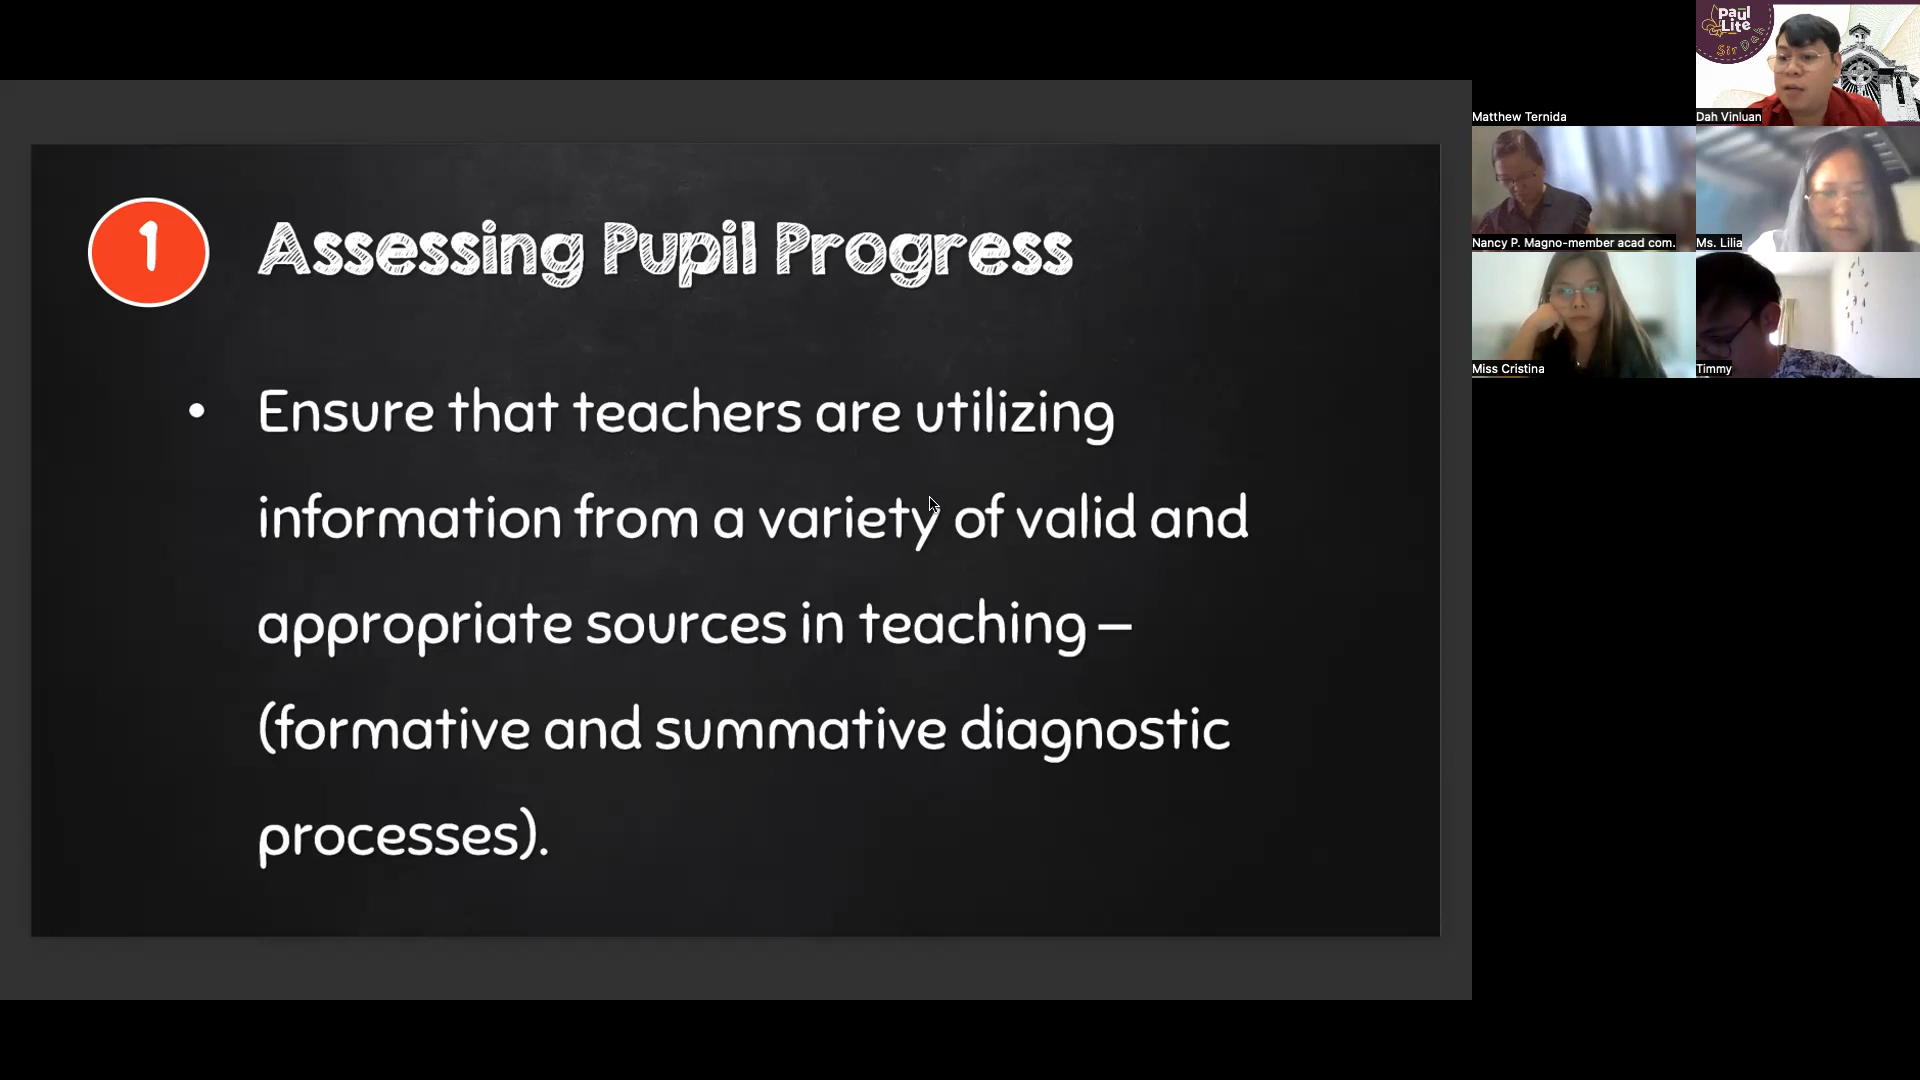 1 Assessing Pupil Progress
• Ensure that teachers are utilizing
information from a variety of valid and
appropriate sources in teaching –
(formative and summative diagnostic
processes).
Paul
Lite
Sir Dah
Matthew Ternida
Dah Vinluan
Nancy P. Magno-member acad com.
Ms. Lilia
Miss Cristina
Timmy